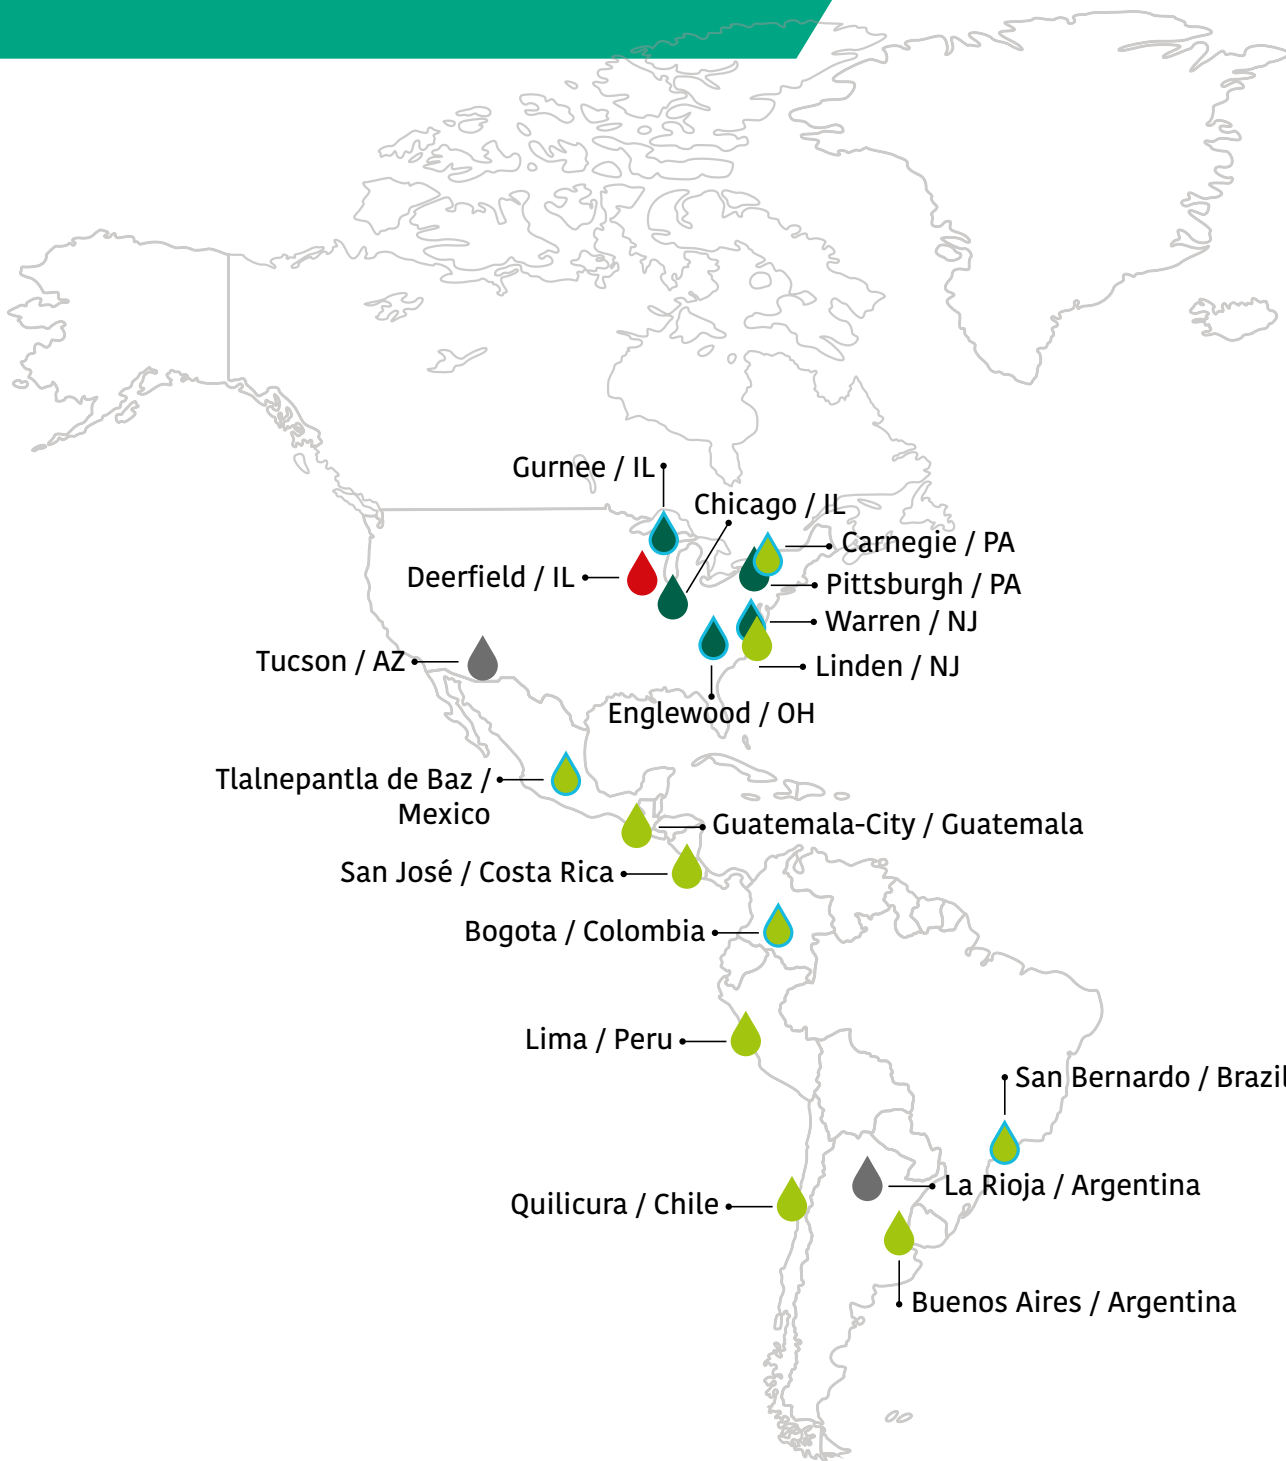 Gurnee / IL
Chicago / IL
Carnegie / PA
Deerfield / IL
Pittsburgh / PA
Warren / NJ
Tucson / AZ
Linden / NJ
Englewood / OH
Tlalnepantla de Baz /
Mexico
Guatemala-City / Guatemala
San José / Costa Rica
Bogota / Colombia
Lima / Peru
San Bernardo / Brazil
La Rioja / Argentina
Quilicura / Chile
Buenos Aires / Argentina